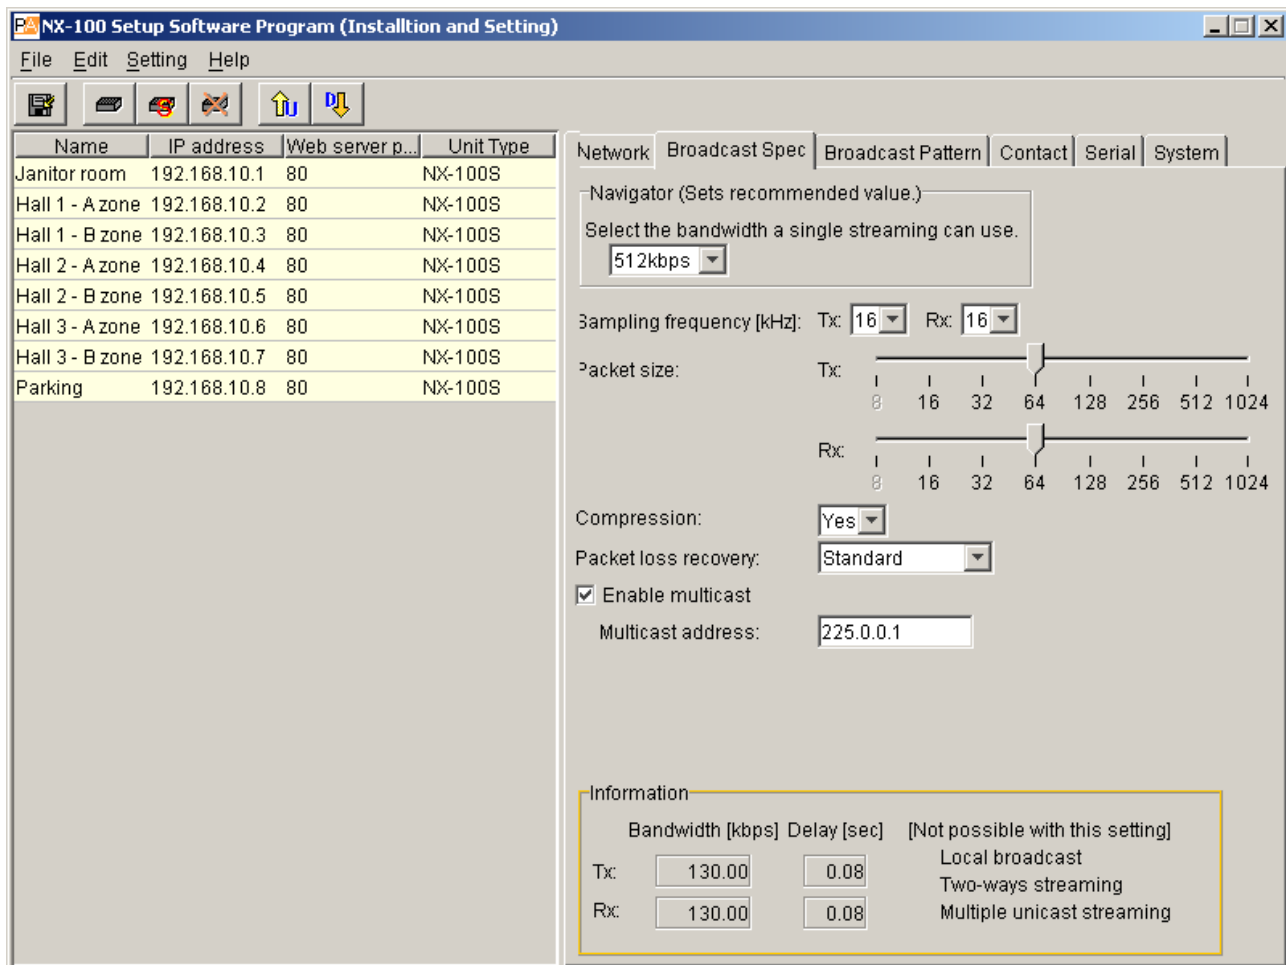 NX-100 Setup Software Program (Installtion and Setting)
File Edit Setting Help
Name IP address Web server p... Unit Type
Janitor room 192.168.10.1 80 NX-100S
Hall 1 - A zone 192.168.10.2 80 NX-100S
Hall 1 - B zone 192.168.10.3 80 NX-100S
Hall 2 - A zone 192.168.10.4 80 NX-100S
Hall 2 - B zone 192.168.10.5 80 NX-100S
Hall 3 - A zone 192.168.10.6 80 NX-100S
Hall 3 - B zone 192.168.10.7 80 NX-100S
Parking 192.168.10.8 80 NX-100S
Network Broadcast Spec Broadcast Pattern Contact Serial System
Navigator (Sets recommended value.)
Select the bandwidth a single streaming can use.
512kbps
Sampling frequency [kHz]: Tx: 16 Rx: 16
Packet size: Tx:
8 16 32 64 128 256 512 1024
Rx:
8 16 32 64 128 256 512 1024
Compression: Yes
Packet loss recovery: Standard
Enable multicast
Multicast address: 225.0.0.1
Information
Bandwidth [kbps] Delay [sec] [Not possible with this setting]
Local broadcast
Tx: 130.00 0.08
Two-ways streaming
Rx: 130.00 0.08 Multiple unicast streaming